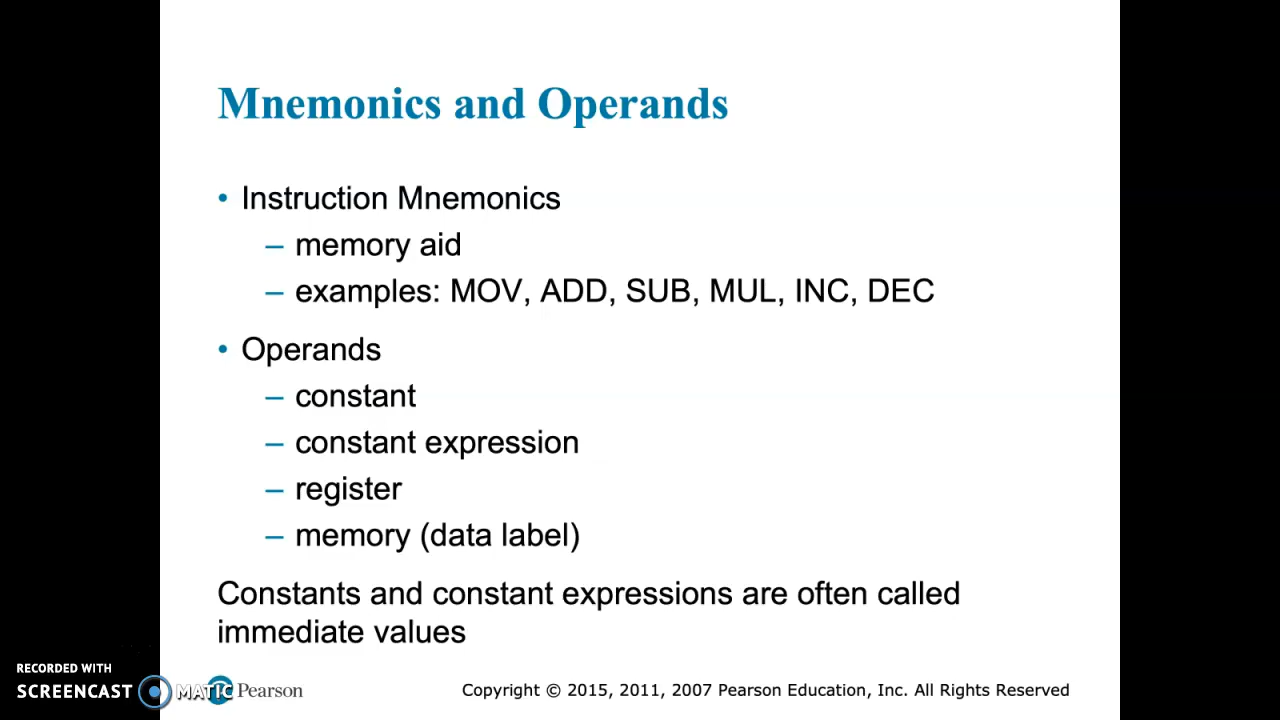 Mnemonics and Operands
• Instruction Mnemonics
– memory aid
– examples: MOV, ADD, SUB, MUL, INC, DEC
• Operands
– constant
– constant expression
– register
– memory (data label)
Constants and constant expressions are often called
immediate values
RECORDED WITH
SCREENCAST MATIC
Pearson
Copyright © 2015, 2011, 2007 Pearson Education, Inc. All Rights Reserved